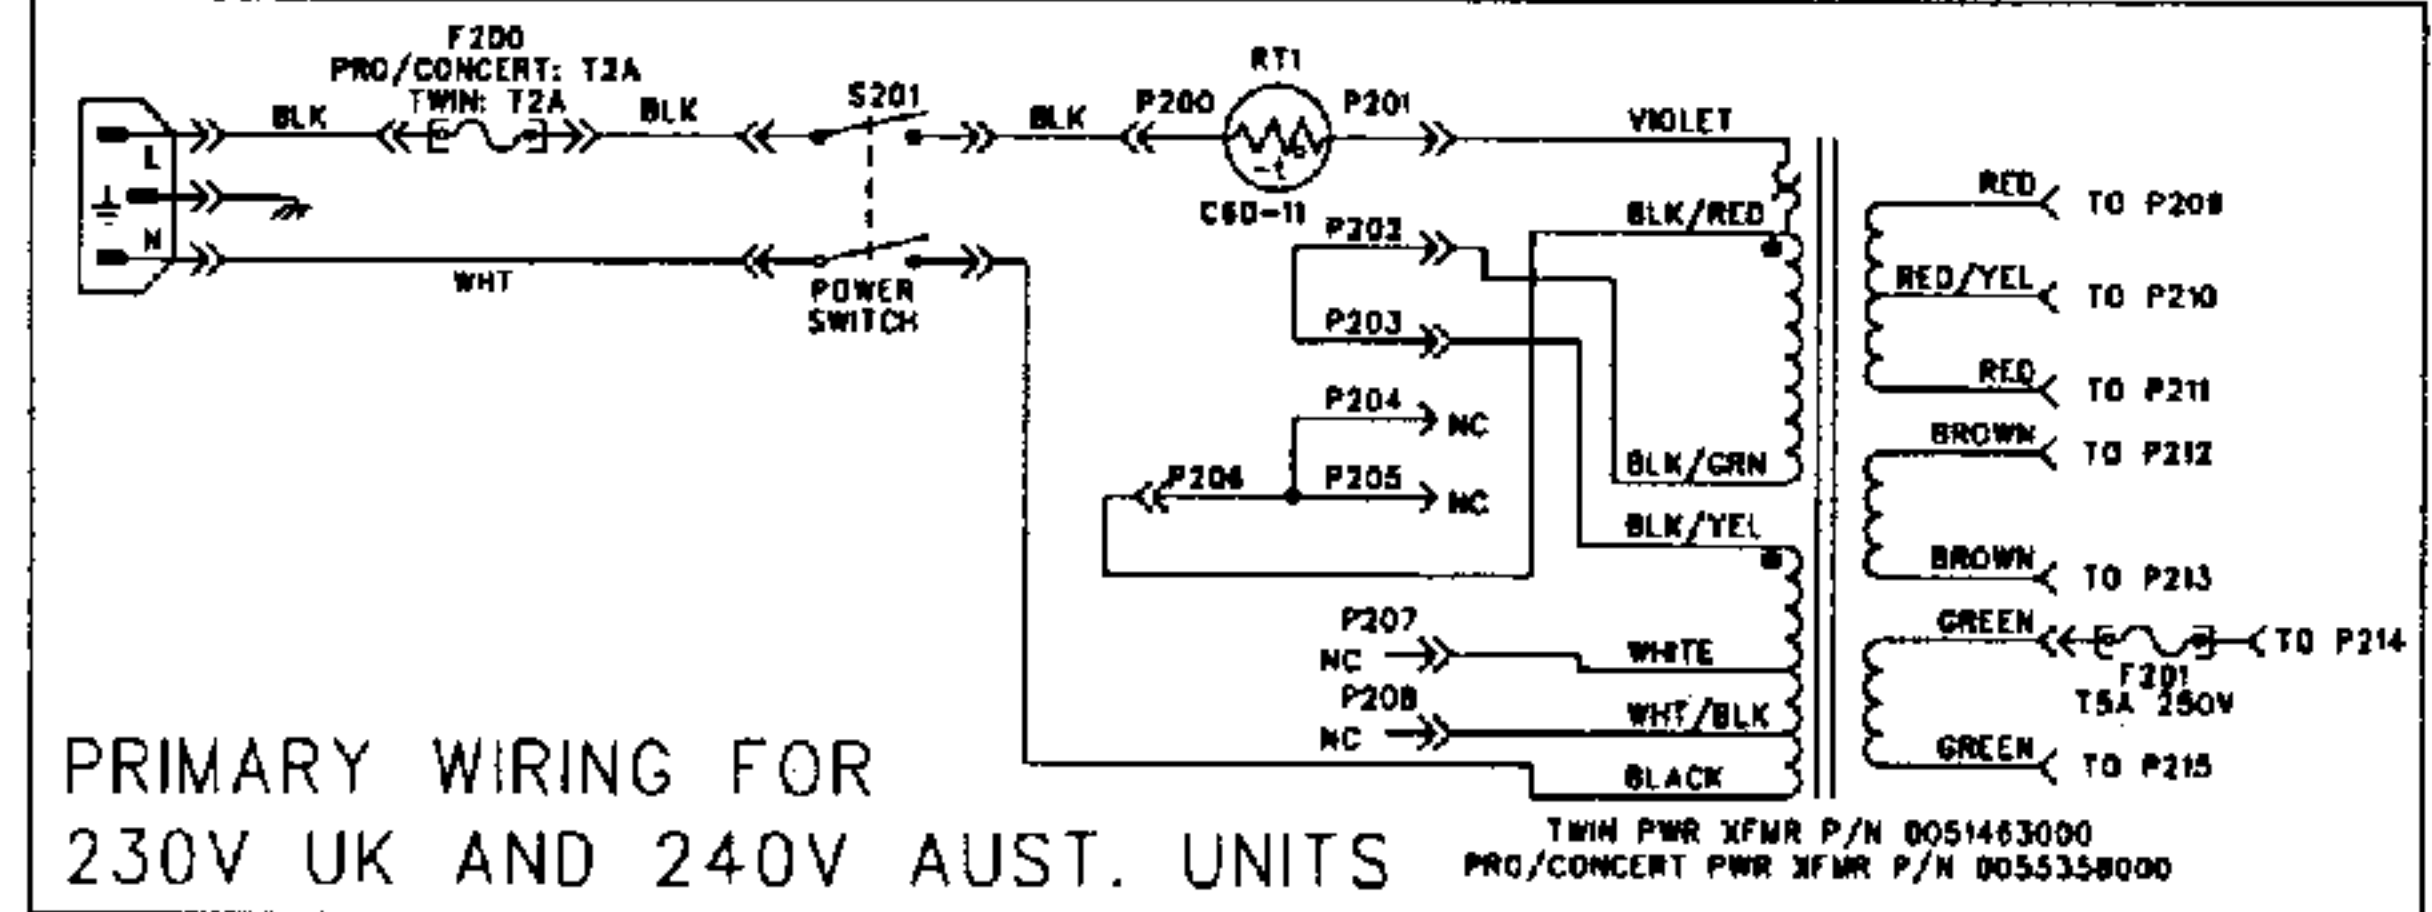 F200
PRO/CONCERT: T2A
TWIN: T2A
BLK
BLK
S201
BLK
P200
RT1
P201
VIOLET
L
N
-t
C60-11
WHT
POWER
SWITCH
P202
BLK/RED
P203
P204
NC
P206
P205
NC
BLK/GRN
BLK/YEL
P207
NC
WHITE
P208
NC
WHT/BLK
BLACK
RED
TO
RED/YEL
TO P210
RED
TO P211
BROWN
TO P212
BROWN
TO P213
GREEN
TO P214
F201
T5A 250V
GREEN
TO P215
PRIMARY WIRING FOR
230V UK AND 240V AUST. UNITS
TWIN PWR XFMR P/N 0051463000
PRO/CONCERT PWR XFMR P/N 0055358000